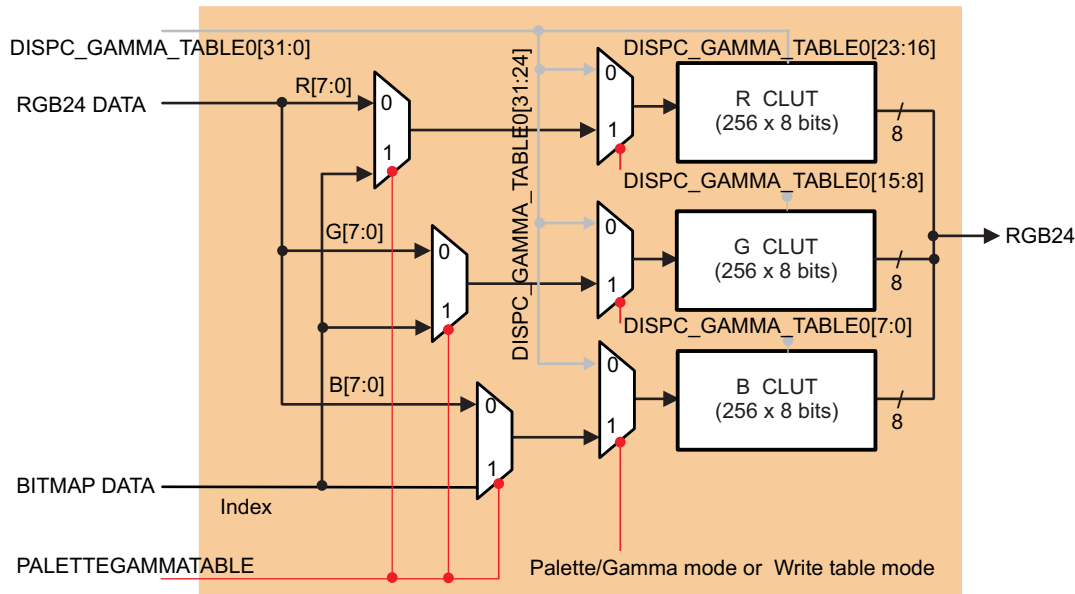 DISPC_GAMMA_TABLE0[31:0]
DISPC_GAMMA_TABLE0[23:16]
R[7:0]
RGB24 DATA
0
1
0
1
R CLUT
(256 x 8 bits)
8
DISPC_GAMMA_TABLE0[31:24]
DISPC_GAMMA_TABLE0[15:8]
G[7:0]
0
1
0
1
G CLUT
(256 x 8 bits)
8
RGB24
DISPC_GAMMA_TABLE0[7:0]
B[7:0]
0
1
0
1
B CLUT
(256 x 8 bits)
8
BITMAP DATA
Index
PALETTEGAMMATABLE
Palette/Gamma mode or Write table mode